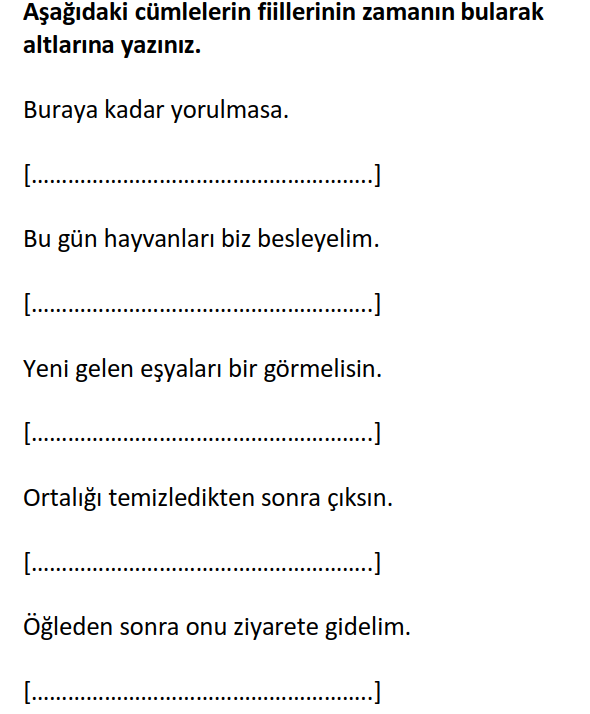 Aşağıdaki cümlelerin fiillerinin zamanın bularak
altlarına yazınız.
Buraya kadar yorulmasa.
[........................................................]
Bu gün hayvanları biz besleyelim.
[........................................................]
Yeni gelen eşyaları bir görmelisin.
[........................................................]
Ortalığı temizledikten sonra çıksın.
[........................................................]
Öğleden sonra onu ziyarete gidelim.
[........................................................]